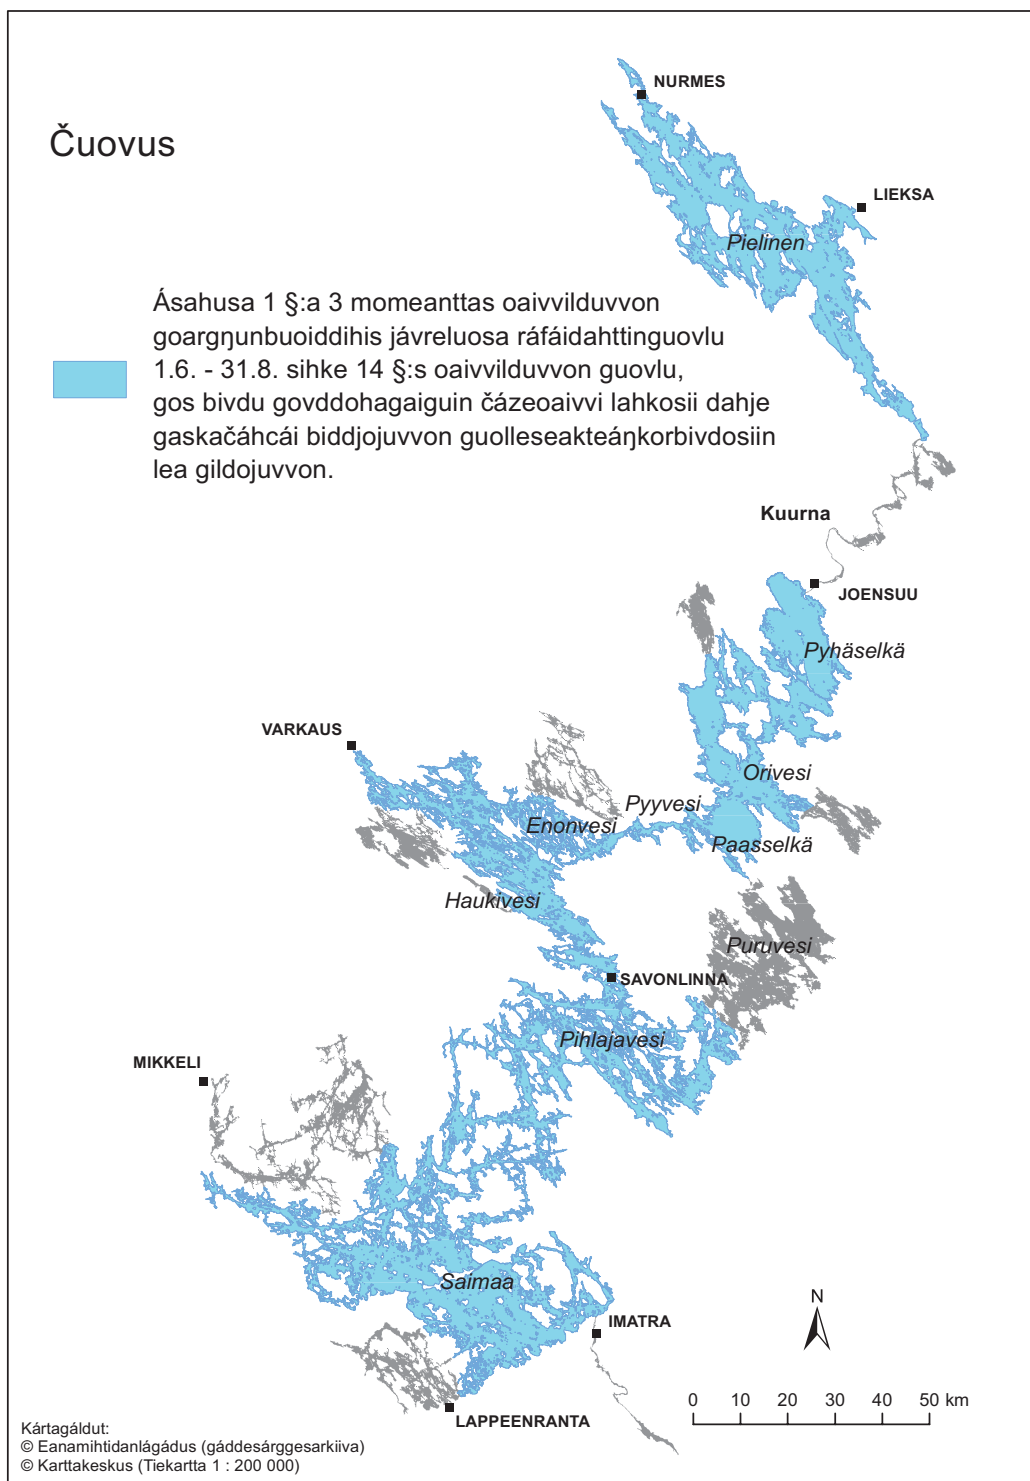 Čuovus
Ásahusa 1 §:a 3 momeanttas oaivvilduvvon
goargŋunbuoiddihis jávreluosa ráfáidahttinguovlu
1.6. - 31.8. sihke 14 §:s oaivvilduvvon guovlu,
gos bivdu govddohagaiguin čázeoaivvi lahkosii dahje
gaskačáhcái biddjojuvvon guolleseakteáŋkorbivdosiin
lea gildojuvvon.
NURMES
LIEKSA
Pielinen
Kuurna
JOENSUU
Pyhäselkä
VARKAUS
Orivesi
Pyyvesi
Enonvesi
Paasselkä
Haukivesi
Puruvesi
SAVONLINNA
Pihlajavesi
MIKKELI
Saimaa
IMATRA
LAPPEENRANTA
N
0 10 20 30 40 50 km
Kártagáldut:
© Eanamihtidanlágádus (gáddesárggesarkiiva)
© Karttakeskus (Tiekartta 1 : 200 000)